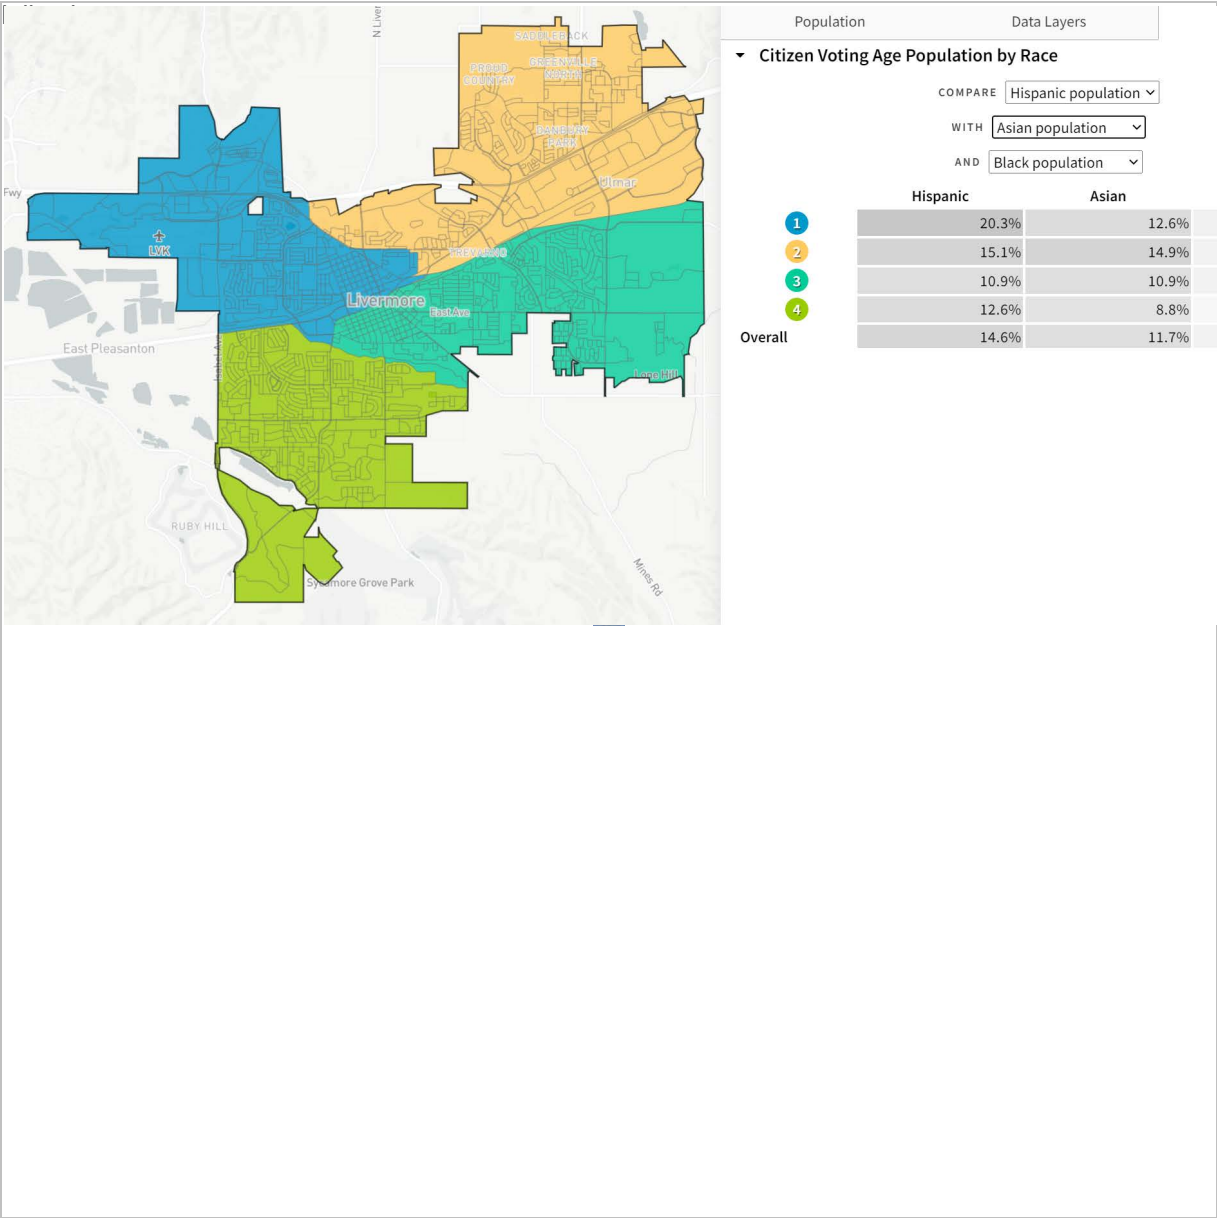 N Liver
SADDLEBACK
GREENVILLE
NORTH
PROUD
COUNTRY
DANBURY
PARK
Ulmar
Fwy
LVK
TREVARNO
Livermore
East Ave
East Pleasanton
Isabel Ave
Lone Hill
RUBY HILL
Sycamore Grove Park
Mines Rd
Population Data Layers
Citizen Voting Age Population by Race
COMPARE Hispanic population
WITH Asian population
AND Black population
Hispanic Asian
1 20.3% 12.6%
2 15.1% 14.9%
3 10.9% 10.9%
4 12.6% 8.8%
Overall 14.6% 11.7%